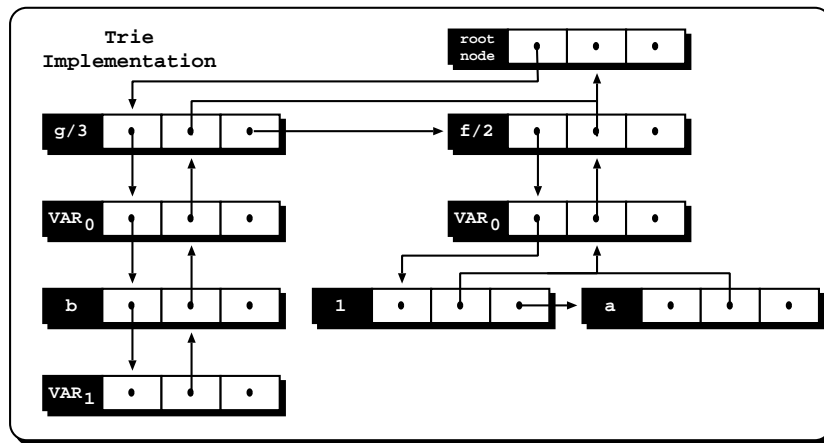 Trie
Implementation
root
node
g/3
f/2
VAR0
VAR0
b
1
a
VAR1